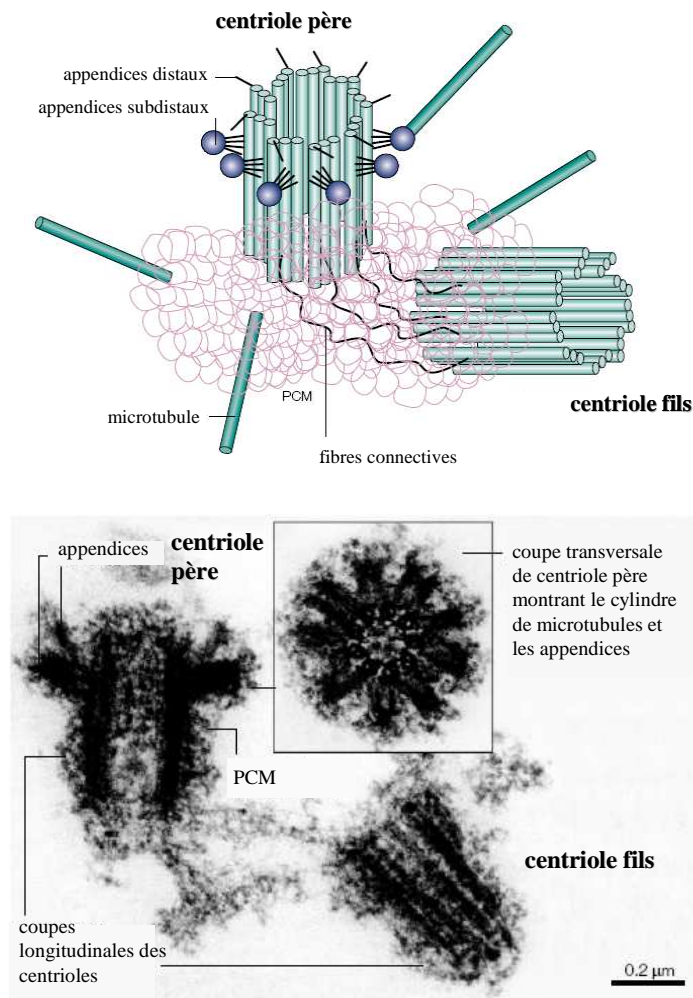 centriole père
appendices distaux
appendices subdistaux
PCM
microtubule
centriole fils
fibres connectives
appendices
centriole
père
coupe transversale
de centriole père
montrant le cylindre
de microtubules et
les appendices
PCM
centriole fils
coupes
longitudinales des
centrioles
0.2 µm